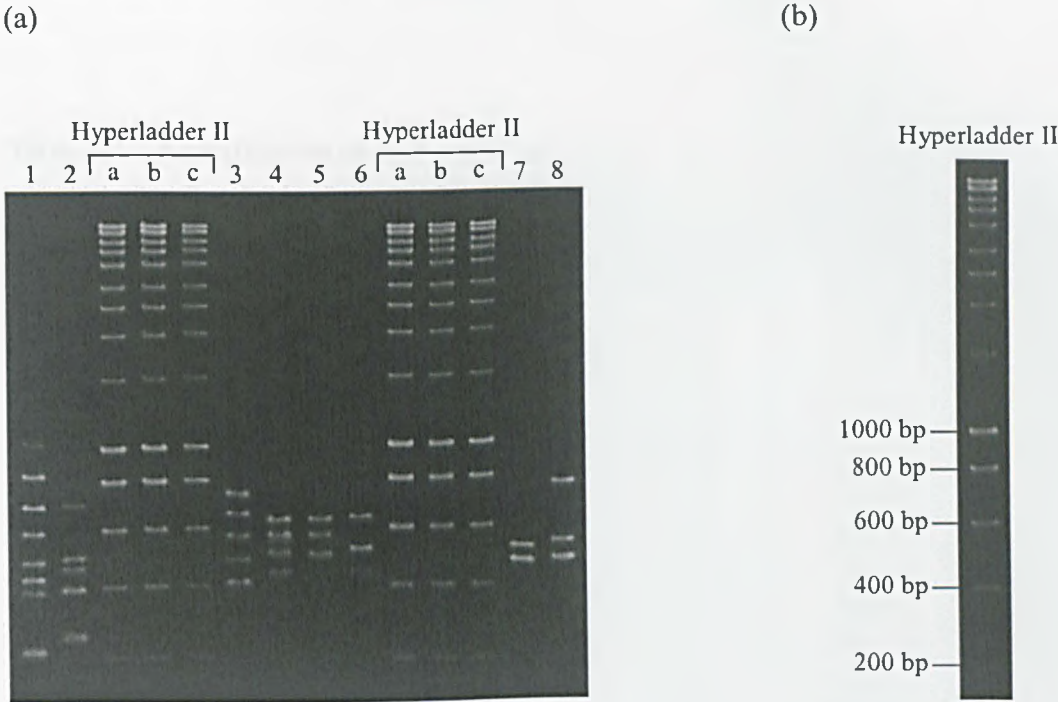 (a)
(b)
Hyperladder II
Hyperladder II
Hyperladder II
1 2 a b c 3 4 5 6 a b c 7 8
1000 bp
800 bp
600 bp
400 bp
200 bp